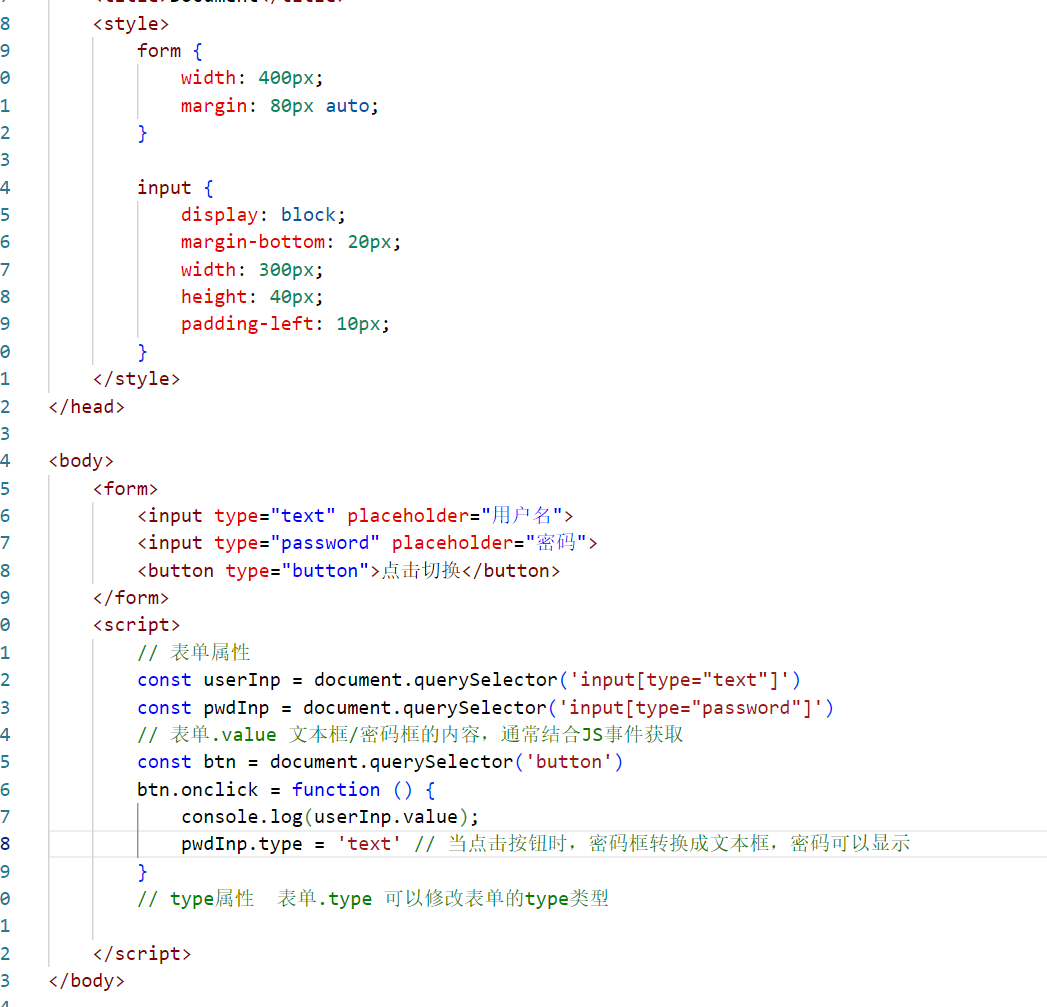 <title>Document</title>
8 <style>
9 form {
0 width: 400px;
1 margin: 80px auto;
2 }
3
4 input {
5 display: block;
6 margin-bottom: 20px;
7 width: 300px;
8 height: 40px;
9 padding-left: 10px;
0 }
1 </style>
2 </head>
3
4 <body>
5 <form>
6 <input type="text" placeholder="用户名">
7 <input type="password" placeholder="密码">
8 <button type="button">点击切换</button>
9 </form>
0 <script>
1 // 表单属性
2 const userInp = document.querySelector('input[type="text"]')
3 const pwdInp = document.querySelector('input[type="password"]')
4 // 表单.value 文本框/密码框的内容，通常结合JS事件获取
5 const btn = document.querySelector('button')
6 btn.onclick = function () {
7 console.log(userInp.value);
8 pwdInp.type = 'text' // 当点击按钮时，密码框转换成文本框，密码可以显示
9 }
0 // type属性 表单.type 可以修改表单的type类型
1
2 </script>
3 </body>